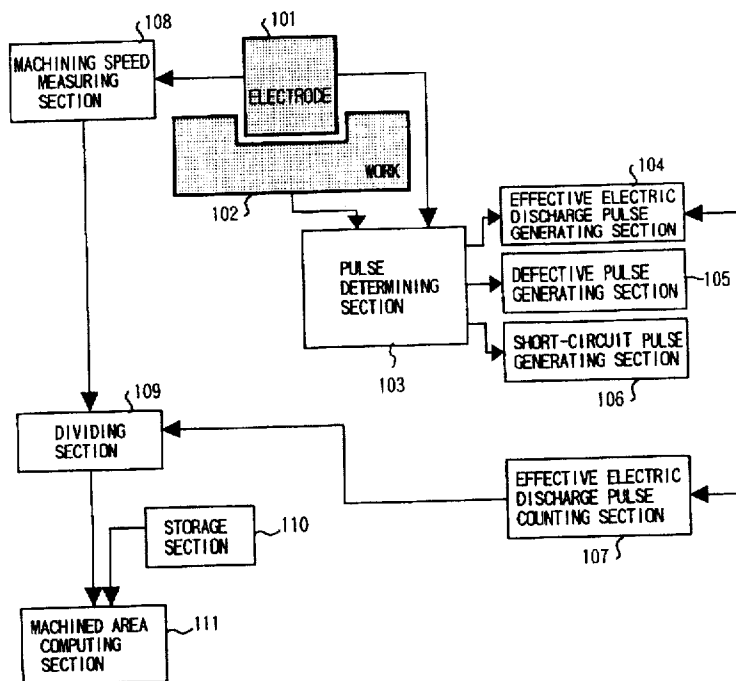 108
101
MACHINING SPEED
MEASURING
SECTION
ELECTRODE
WORK
102
104
EFFECTIVE ELECTRIC
DISCHARGE PULSE
GENERATING SECTION
PULSE
DETERMINING
SECTION
103
DEFECTIVE PULSE
GENERATING SECTION
105
SHORT-CIRCUIT PULSE
GENERATING SECTION
106
109
DIVIDING
SECTION
EFFECTIVE ELECTRIC
DISCHARGE PULSE
COUNTING SECTION
107
STORAGE
SECTION
110
MACHINED AREA
COMPUTING
SECTION
111